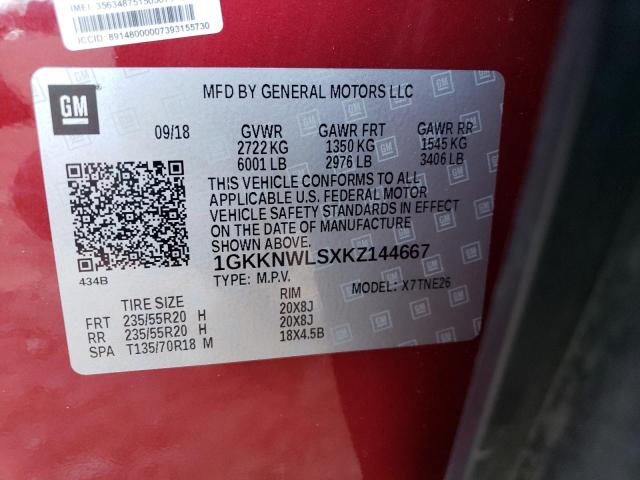 ICCID: 89148000007393155730
GM
MFD BY GENERAL MOTORS LLC
09/18 GVWR GAWR FRT GAWR RR
2722 KG 1350 KG 1545 KG
6001 LB 2976 LB 3406 LB
THIS VEHICLE CONFORMS TO ALL
APPLICABLE U.S. FEDERAL MOTOR
VEHICLE SAFETY STANDARDS IN EFFECT
ON THE DATE OF MANUFACTURE
SHOWN ABOVE.
1GKKNWLSXKZ144667
TYPE: M.P.V. MODEL: X7TNE26
434B
TIRE SIZE RIM
FRT 235/55R20 H 20X8J
RR 235/55R20 H 20X8J
SPA T135/70R18 M 18X4.5B